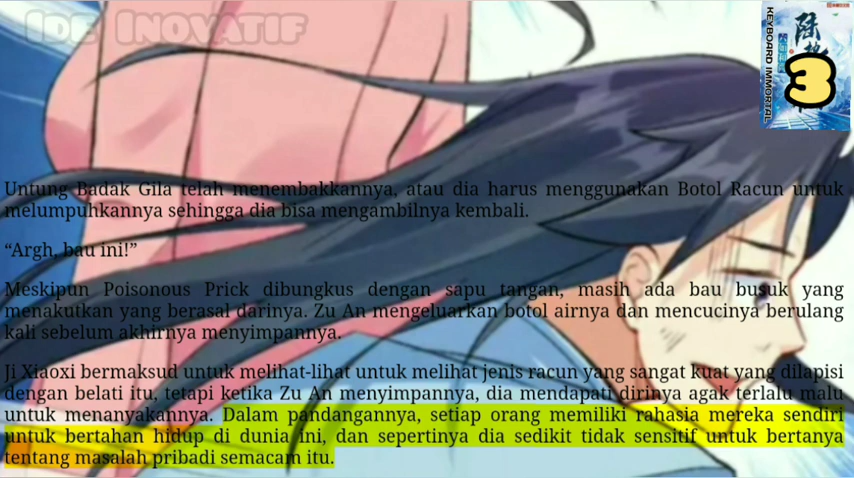 IDE INOVATIF
KEYBOARD IMMORTAL
3
Untung Badak Gila telah menembakkannya, atau dia harus menggunakan Botol Racun untuk
melumpuhkannya sehingga dia bisa mengambilnya kembali.
“Argh, bau ini!”
Meskipun Poisonous Prick dibungkus dengan sapu tangan, masih ada bau busuk yang
menakutkan yang berasal darinya. Zu An mengeluarkan botol airnya dan mencucinya berulang
kali sebelum akhirnya menyimpannya.
Ji Xiaoxi bermaksud untuk melihat-lihat untuk melihat jenis racun yang sangat kuat yang dilapisi
dengan belati itu, tetapi ketika Zu An menyimpannya, dia mendapati dirinya agak terlalu malu
untuk menanyakannya. Dalam pandangannya, setiap orang memiliki rahasia mereka sendiri
untuk bertahan hidup di dunia ini, dan sepertinya dia sedikit tidak sensitif untuk bertanya
tentang masalah pribadi semacam itu.